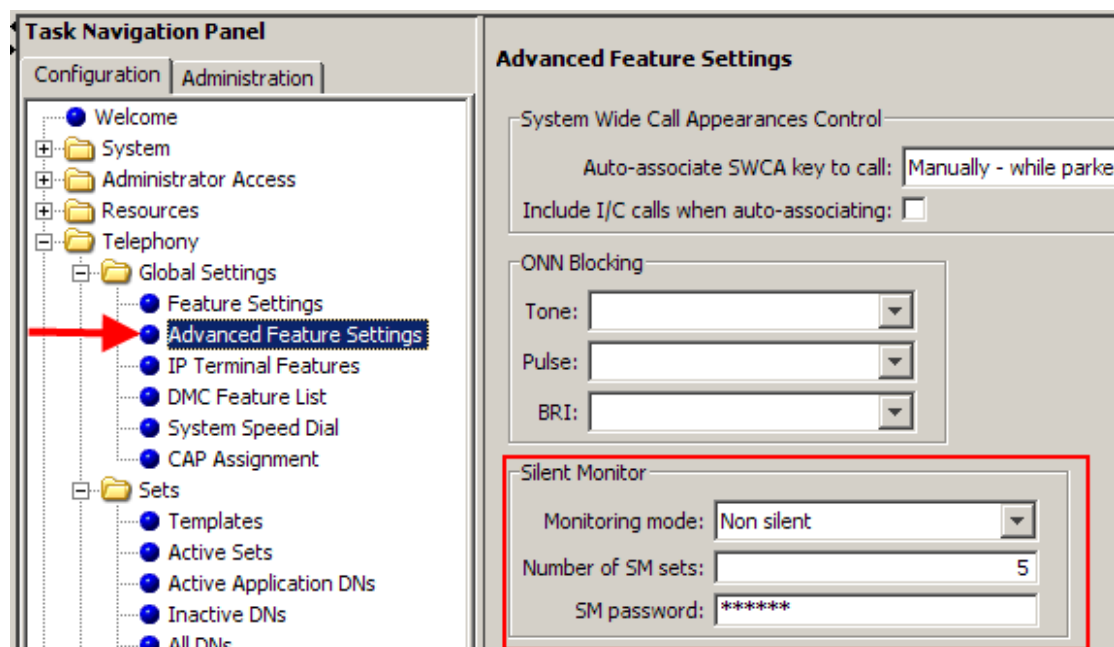 Task Navigation Panel
Configuration
Administration
Welcome
System
Administrator Access
Resources
Telephony
Global Settings
Feature Settings
Advanced Feature Settings
IP Terminal Features
DMC Feature List
System Speed Dial
CAP Assignment
Sets
Templates
Active Sets
Active Application DNs
Inactive DNs
All DNs
Advanced Feature Settings
System Wide Call Appearances Control
Auto-associate SWCA key to call: Manually - while parke
Include I/C calls when auto-associating:
ONN Blocking
Tone:
Pulse:
BRI:
Silent Monitor
Monitoring mode: Non silent
Number of SM sets: 5
SM password: ******